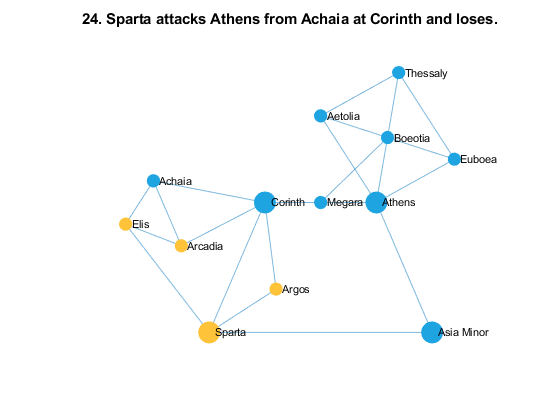 24. Sparta attacks Athens from Achaia at Corinth and loses.
Thessaly
Aetolia
Boeotia
Euboea
Achaia
Corinth
Megara
Athens
Elis
Arcadia
Argos
Sparta
Asia Minor